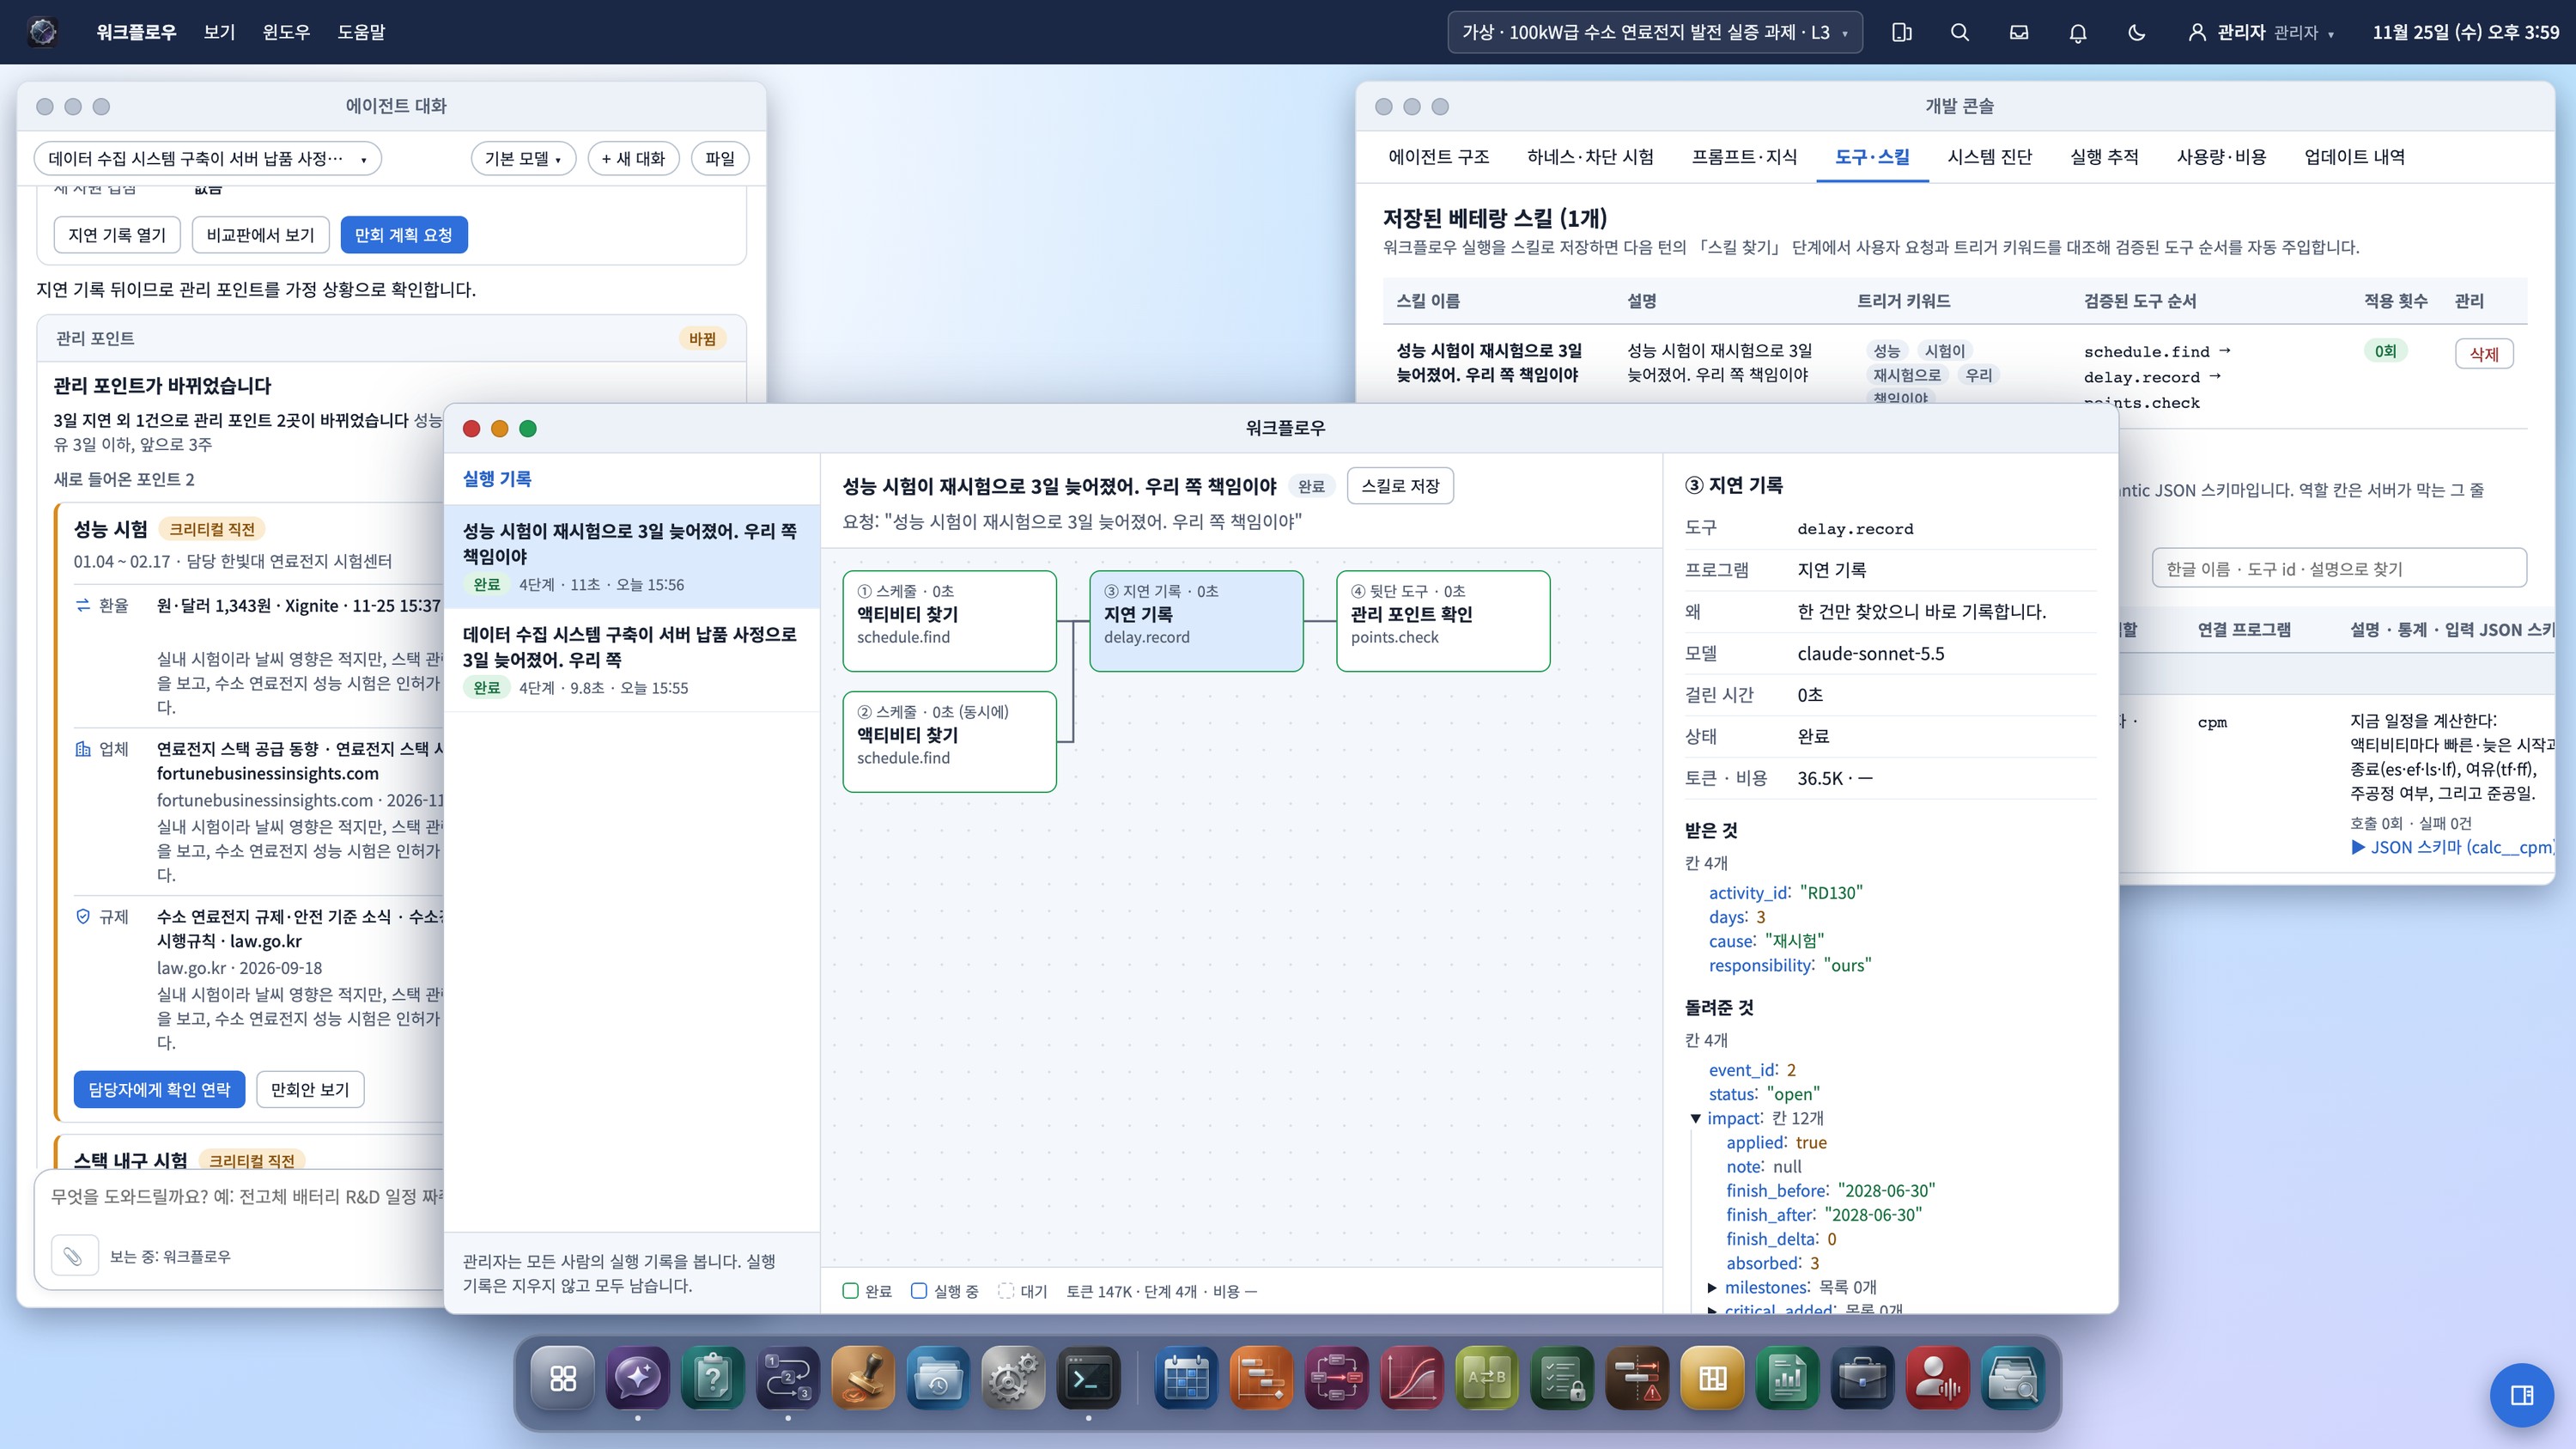 워크플로우 보기 윈도우 도움말
가상 · 100kW급 수소 연료전지 발전 실증 과제 · L3
관리자 관리자
11월 25일 (수) 오후 3:59
에이전트 대화
데이터 수집 시스템 구축이 서버 납품 사정…
기본 모델
+ 새 대화
파일
없음
지연 기록 열기
비교판에서 보기
만회 계획 요청
지연 기록 뒤이므로 관리 포인트를 가정 상황으로 확인합니다.
관리 포인트
바뀜
관리 포인트가 바뀌었습니다
3일 지연 외 1건으로 관리 포인트 2곳이 바뀌었습니다 성능
유 3일 이하, 앞으로 3주
새로 들어온 포인트 2
성능 시험 크리티컬 직전
01.04 ~ 02.17 · 담당 한빛대 연료전지 시험센터
환율 원·달러 1,343원 · Xignite · 11-25 15:37
실내 시험이라 날씨 영향은 적지만, 스택 관
을 보고, 수소 연료전지 성능 시험은 인허가
다.
업체 연료전지 스택 공급 동향 · 연료전지 스택 시
fortunebusinessinsights.com
fortunebusinessinsights.com · 2026-11
실내 시험이라 날씨 영향은 적지만, 스택 관
을 보고, 수소 연료전지 성능 시험은 인허가
다.
규제 수소 연료전지 규제·안전 기준 소식 · 수소
시행규칙 · law.go.kr
law.go.kr · 2026-09-18
실내 시험이라 날씨 영향은 적지만, 스택 관
을 보고, 수소 연료전지 성능 시험은 인허가
다.
담당자에게 확인 연락
만회안 보기
스택 내구 시험 크리티컬 직전
무엇을 도와드릴까요? 예: 전고체 배터리 R&D 일정 짜
보는 중: 워크플로우
개발 콘솔
에이전트 구조 하네스·차단 시험 프롬프트·지식 도구·스킬 시스템 진단 실행 추적 사용량·비용 업데이트 내역
저장된 베테랑 스킬 (1개)
워크플로우 실행을 스킬로 저장하면 다음 턴의 「스킬 찾기」 단계에서 사용자 요청과 트리거 키워드를 대조해 검증된 도구 순서를 자동 주입합니다.
스킬 이름 설명 트리거 키워드 검증된 도구 순서 적용 횟수 관리
성능 시험이 재시험으로 3일
늦어졌어. 우리 쪽 책임이야
성능 시험이 재시험으로 3일
늦어졌어. 우리 쪽 책임이야
성능 시험이
재시험으로 우리
책임이야
schedule.find →
delay.record →
points.check
0회
삭제
antic JSON 스키마입니다. 역할 칸은 서버가 막는 그 줄
한글 이름 · 도구 id · 설명으로 찾기
할 연결 프로그램 설명 · 통계 · 입력 JSON 스키
cpm
지금 일정을 계산한다:
액티비티마다 빠른·늦은 시작과
종료(es·ef·ls·lf), 여유(tf·ff),
주공정 여부, 그리고 준공일.
호출 0회 · 실패 0건
▶ JSON 스키마 (calc__cpm)
워크플로우
실행 기록
성능 시험이 재시험으로 3일 늦어졌어. 우리 쪽
책임이야
완료 4단계 · 11초 · 오늘 15:56
데이터 수집 시스템 구축이 서버 납품 사정으로
3일 늦어졌어. 우리 쪽
완료 4단계 · 9.8초 · 오늘 15:55
관리자는 모든 사람의 실행 기록을 봅니다. 실행
기록은 지우지 않고 모두 남습니다.
성능 시험이 재시험으로 3일 늦어졌어. 우리 쪽 책임이야 완료 스킬로 저장
요청: "성능 시험이 재시험으로 3일 늦어졌어. 우리 쪽 책임이야"
① 스케줄 · 0초
액티비티 찾기
schedule.find
③ 지연 기록 · 0초
지연 기록
delay.record
④ 뒷단 도구 · 0초
관리 포인트 확인
points.check
② 스케줄 · 0초 (동시에)
액티비티 찾기
schedule.find
완료 실행 중 대기 토큰 147K · 단계 4개 · 비용 —
③ 지연 기록
도구 delay.record
프로그램 지연 기록
왜 한 건만 찾았으니 바로 기록합니다.
모델 claude-sonnet-5.5
걸린 시간 0초
상태 완료
토큰 · 비용 36.5K · —
받은 것
칸 4개
activity_id: "RD130"
days: 3
cause: "재시험"
responsibility: "ours"
돌려준 것
칸 4개
event_id: 2
status: "open"
▼ impact: 칸 12개
applied: true
note: null
finish_before: "2028-06-30"
finish_after: "2028-06-30"
finish_delta: 0
absorbed: 3
▶ milestones: 목록 0개
▶ critical_added: 목록 0개
1
2
3
A⇄B